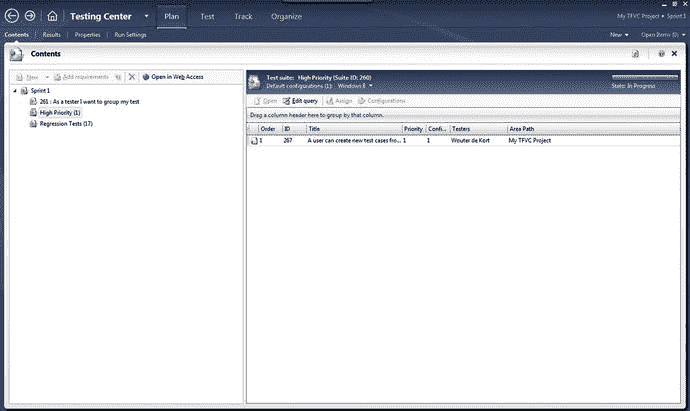 Testing Center Plan Test Track Organize My TFVC Project ▸ Sprint 1
Contents Results Properties Run Settings New Open Items (0)
Contents
New Add requirements Open in Web Access
Sprint 1
261 : As a tester I want to group my test
High Priority (1)
Regression Tests (17)
Test suite: High Priority (Suite ID: 260)
Default configurations (1): Windows 8 State: In Progress
Open Edit query Assign Configurations
Drag a column header here to group by that column.
Order ID Title Priority Confi... Testers Area Path
1 267 A user can create new test cases fro... 1 1 Wouter de Kort My TFVC Project